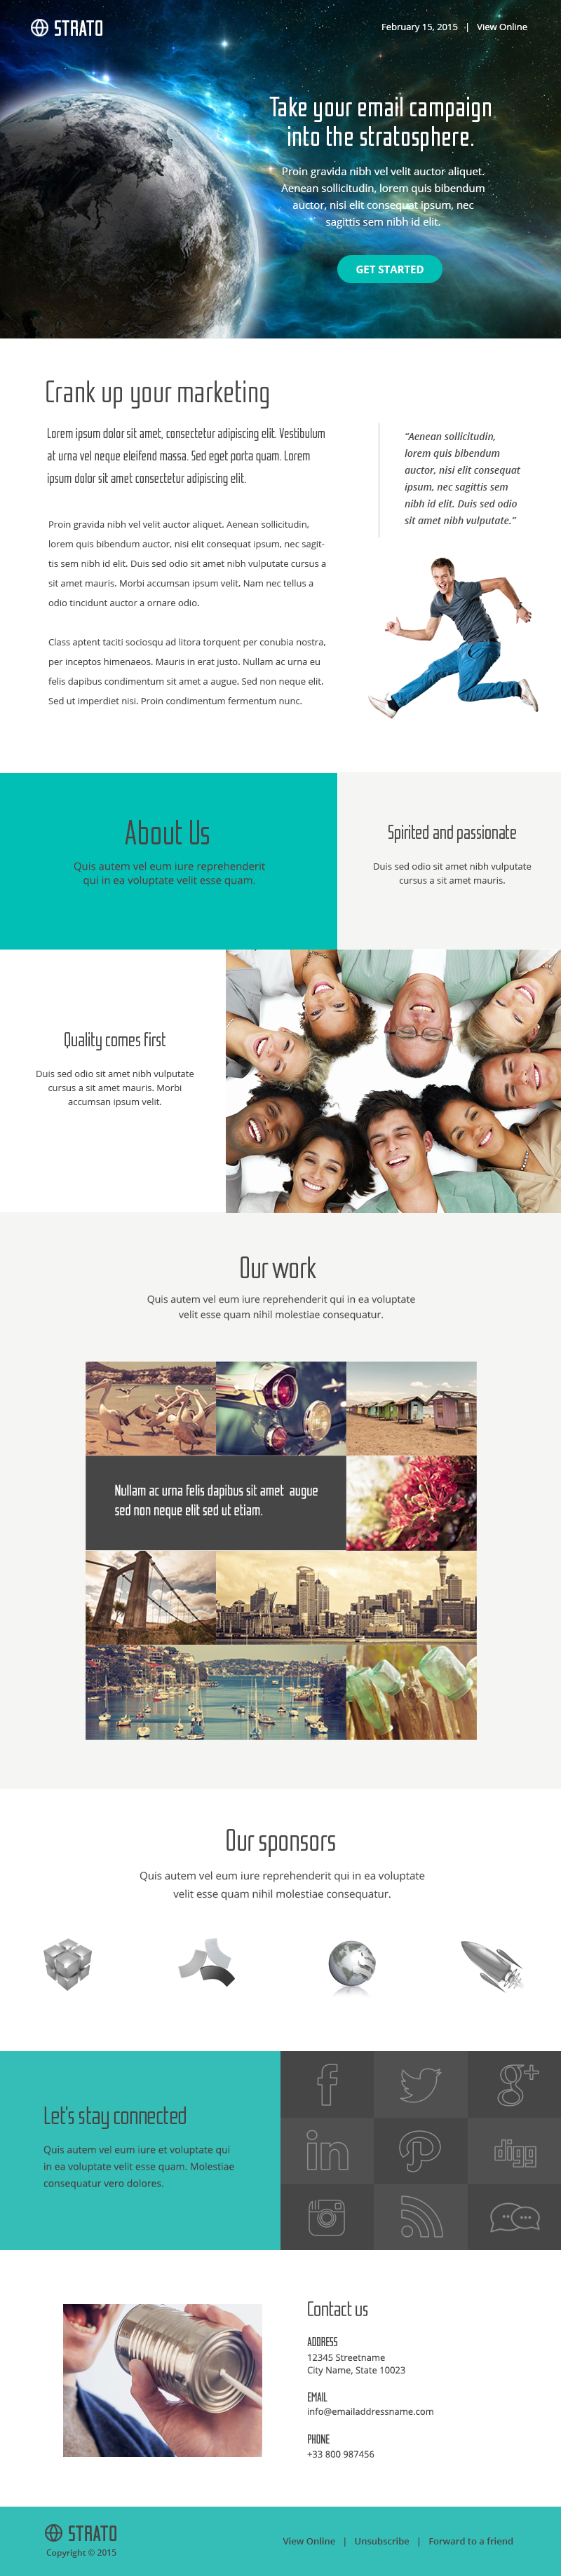 STRATO
February 15, 2015 | View Online
Take your email campaign
into the stratosphere.
Proin gravida nibh vel velit auctor aliquet.
Aenean sollicitudin, lorem quis bibendum
auctor, nisi elit consequat ipsum, nec
sagittis sem nibh id elit.
GET STARTED
Crank up your marketing
Lorem ipsum dolor sit amet, consectetur adipiscing elit. Vestibulum
at urna vel neque eleifend massa. Sed eget porta quam. Lorem
ipsum dolor sit amet consectetur adipiscing elit.
Proin gravida nibh vel velit auctor aliquet. Aenean sollicitudin,
lorem quis bibendum auctor, nisi elit consequat ipsum, nec sagit-
tis sem nibh id elit. Duis sed odio sit amet nibh vulputate cursus a
sit amet mauris. Morbi accumsan ipsum velit. Nam nec tellus a
odio tincidunt auctor a ornare odio.
Class aptent taciti sociosqu ad litora torquent per conubia nostra,
per inceptos himenaeos. Mauris in erat justo. Nullam ac urna eu
felis dapibus condimentum sit amet a augue. Sed non neque elit.
Sed ut imperdiet nisi. Proin condimentum fermentum nunc.
“Aenean sollicitudin,
lorem quis bibendum
auctor, nisi elit consequat
ipsum, nec sagittis sem
nibh id elit. Duis sed odio
sit amet nibh vulputate.”
About Us
Quis autem vel eum iure reprehenderit
qui in ea voluptate velit esse quam.
Spirited and passionate
Duis sed odio sit amet nibh vulputate
cursus a sit amet mauris.
Quality comes first
Duis sed odio sit amet nibh vulputate
cursus a sit amet mauris. Morbi
accumsan ipsum velit.
Our work
Quis autem vel eum iure reprehenderit qui in ea voluptate
velit esse quam nihil molestiae consequatur.
Nullam ac urna felis dapibus sit amet augue
sed non neque elit sed ut etiam.
Our sponsors
Quis autem vel eum iure reprehenderit qui in ea voluptate
velit esse quam nihil molestiae consequatur.
Let's stay connected
Quis autem vel eum iure et voluptate qui
in ea voluptate velit esse quam. Molestiae
consequatur vero dolores.
f
g+
in
P
digg
Contact us
ADDRESS
12345 Streetname
City Name, State 10023
EMAIL
info@emailaddressname.com
PHONE
+33 800 987456
STRATO
Copyright © 2015
View Online | Unsubscribe | Forward to a friend